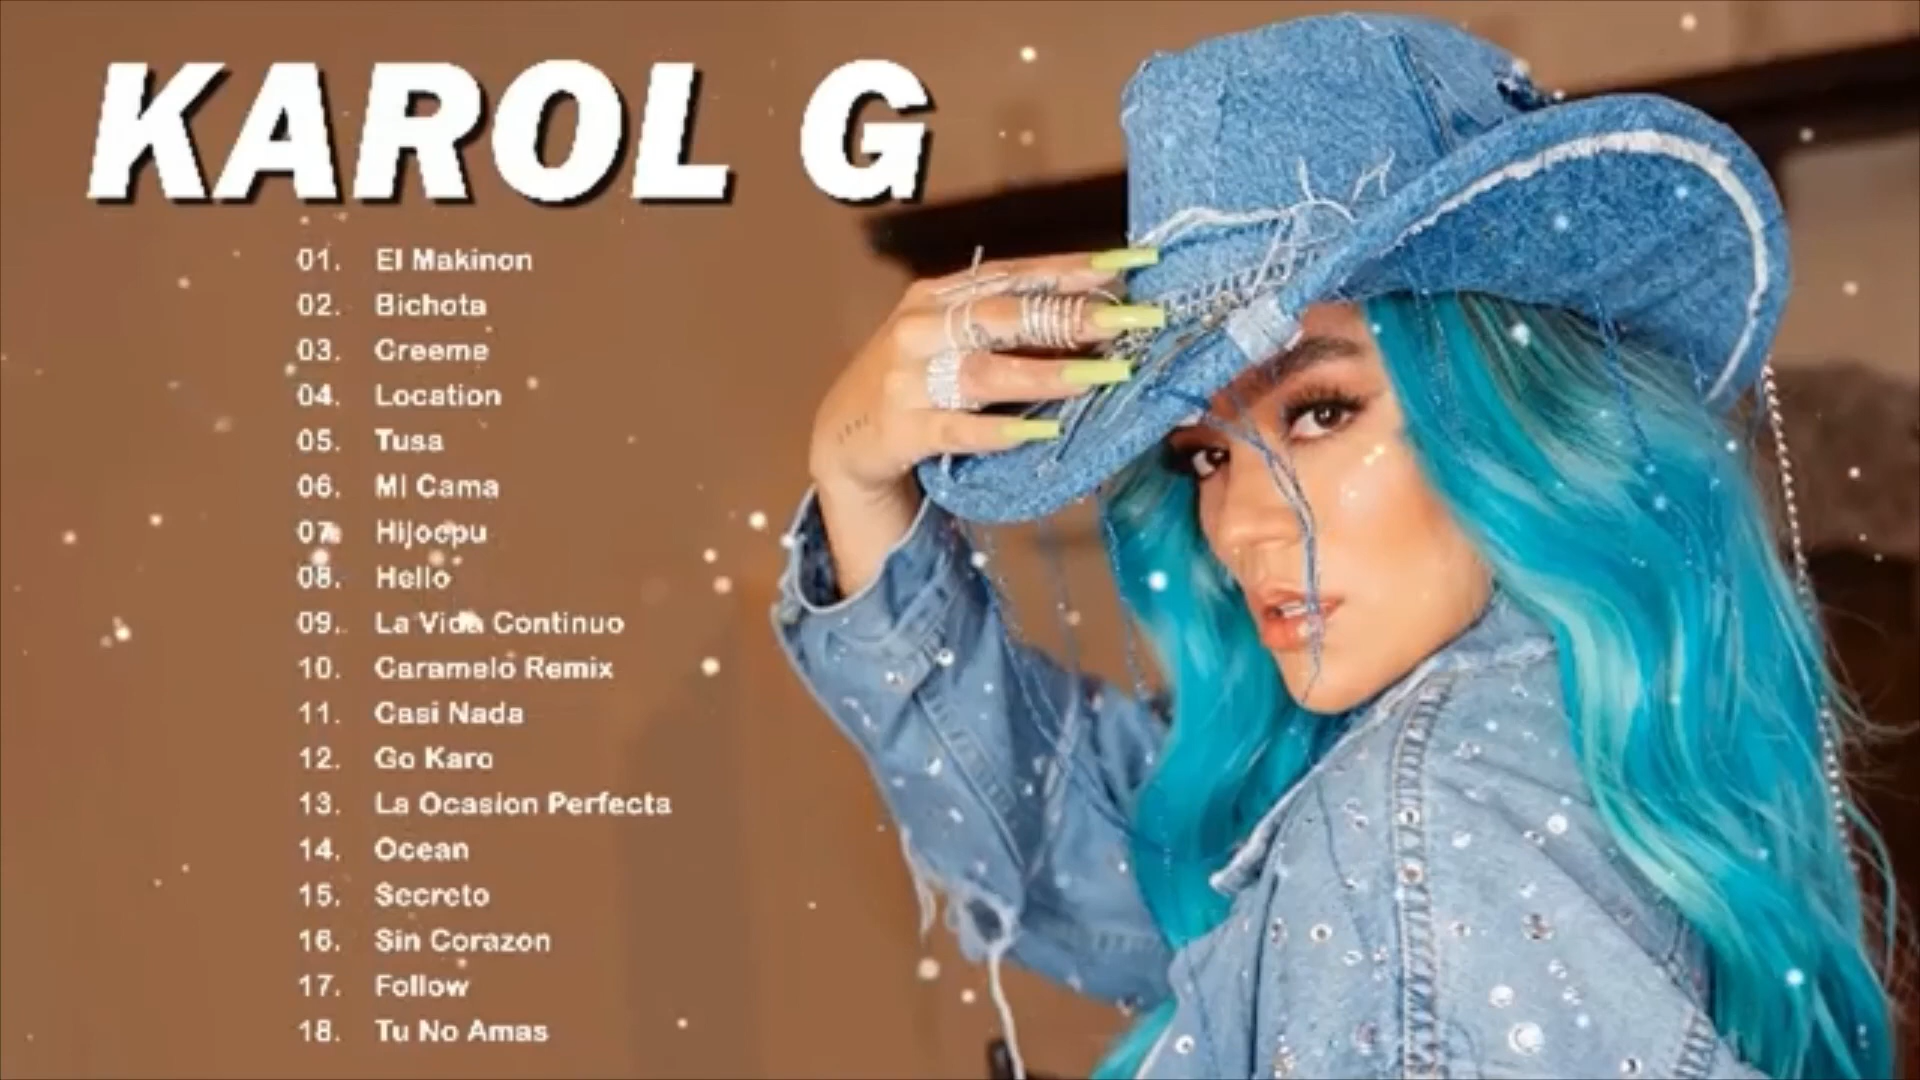 KAROL G
01. El Makinon
02. Bichota
03. Creeme
04. Location
05. Tusa
06. Mi Cama
07. Hijoepu
08. Hello
09. La Vida Continuo
10. Caramelo Remix
11. Casi Nada
12. Go Karo
13. La Ocasion Perfecta
14. Ocean
15. Secreto
16. Sin Corazon
17. Follow
18. Tu No Amas